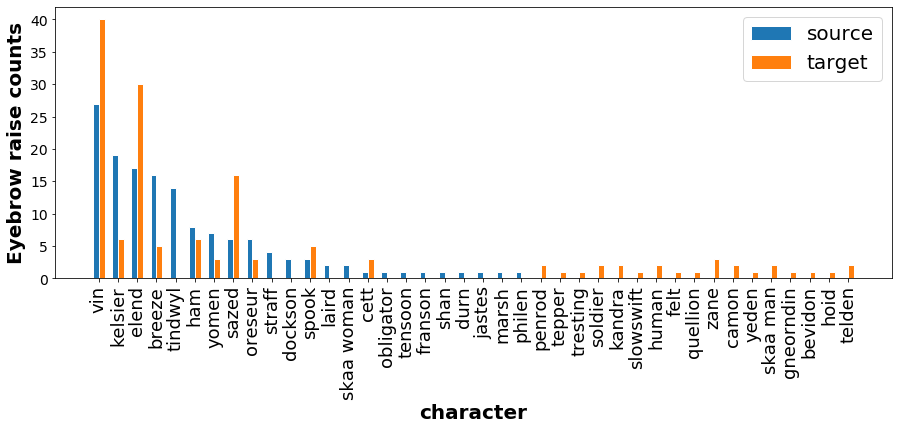 Eyebrow raise counts
40
35
30
25
20
15
10
5
0
source
target
vin
kelsier
elend
breeze
tindwyl
ham
yomen
sazed
oreseur
straff
dockson
spook
laird
skaa woman
cett
obligator
tensoon
franson
shan
durn
jastes
marsh
philen
penrod
tepper
tresting
soldier
kandra
slowswift
human
felt
quellion
zane
camon
yeden
skaa man
gneorndin
bevidon
hoid
telden
character